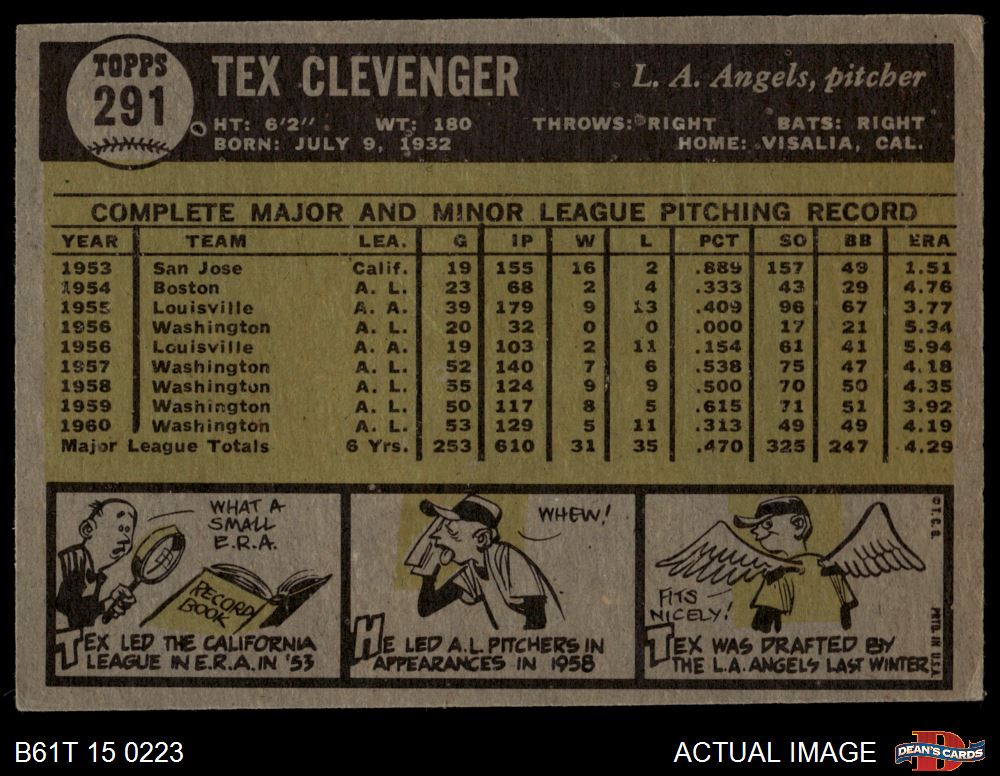 TOPPS
291
TEX CLEVENGER
L. A. Angels, pitcher
HT: 6'2" WT: 180 THROWS: RIGHT BATS: RIGHT
BORN: JULY 9, 1932 HOME: VISALIA, CAL.
COMPLETE MAJOR AND MINOR LEAGUE PITCHING RECORD
YEAR TEAM LEA. G IP W L PCT SO BB ERA
1953 San Jose Calif. 19 155 16 2 .889 157 49 1.51
1954 Boston A. L. 23 68 2 4 .333 43 29 4.76
1955 Louisville A. A. 39 179 9 13 .409 96 67 3.77
1956 Washington A. L. 20 32 0 0 .000 17 21 5.34
1956 Louisville A. A. 19 103 2 11 .154 61 41 5.94
1957 Washington A. L. 52 140 7 6 .538 75 47 4.18
1958 Washington A. L. 55 124 9 9 .500 70 50 4.35
1959 Washington A. L. 50 117 8 5 .615 71 51 3.92
1960 Washington A. L. 53 129 5 11 .313 49 49 4.19
Major League Totals 6 Yrs. 253 610 31 35 .470 325 247 4.29
WHAT A
SMALL
E.R.A.
RECORD
BOOK
TEX LED THE CALIFORNIA
LEAGUE IN E.R.A. IN '53
WHEW!
HE LED A.L. PITCHERS IN
APPEARANCES IN 1958
FITS
NICELY!
TEX WAS DRAFTED BY
THE L.A. ANGELS LAST WINTER
© T. C. G.
PRTD. IN U.S.A.
B61T 15 0223
ACTUAL IMAGE
DEAN'S CARDS